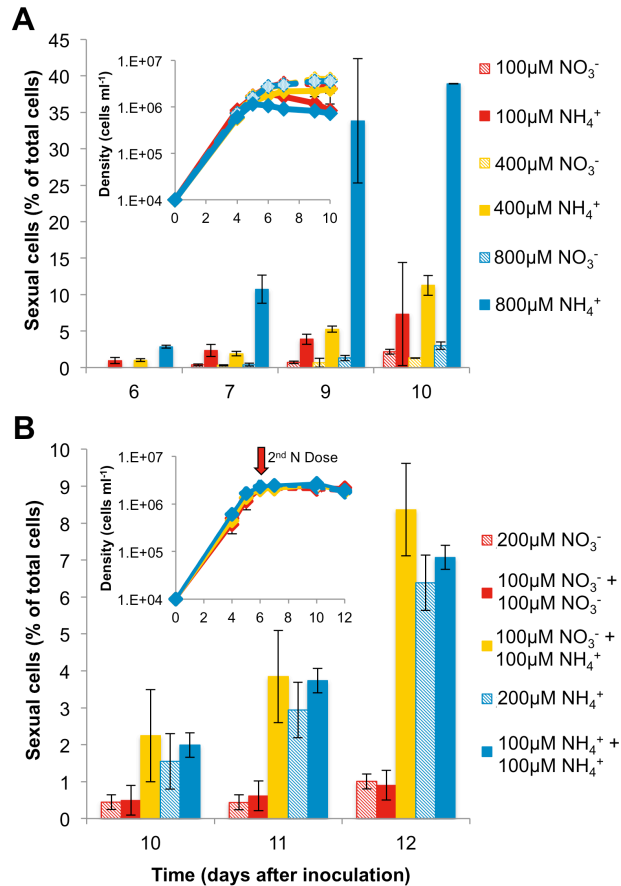 A
Sexual cells (% of total cells)
45
40
35
30
25
20
15
10
5
0
6
7
9
10
Density (cells ml⁻¹)
1.E+07
1.E+06
1.E+05
1.E+04
0 2 4 6 8 10
100µM NO₃⁻
100µM NH₄⁺
400µM NO₃⁻
400µM NH₄⁺
800µM NO₃⁻
800µM NH₄⁺
B
Sexual cells (% of total cells)
10
9
8
7
6
5
4
3
2
1
0
10
11
12
Time (days after inoculation)
Density (cells ml⁻¹)
1.E+07
1.E+06
1.E+05
1.E+04
0 2 4 6 8 10 12
2ⁿᵈ N Dose
200µM NO₃⁻
100µM NO₃⁻ +
100µM NO₃⁻
100µM NO₃⁻ +
100µM NH₄⁺
200µM NH₄⁺
100µM NH₄⁺ +
100µM NH₄⁺